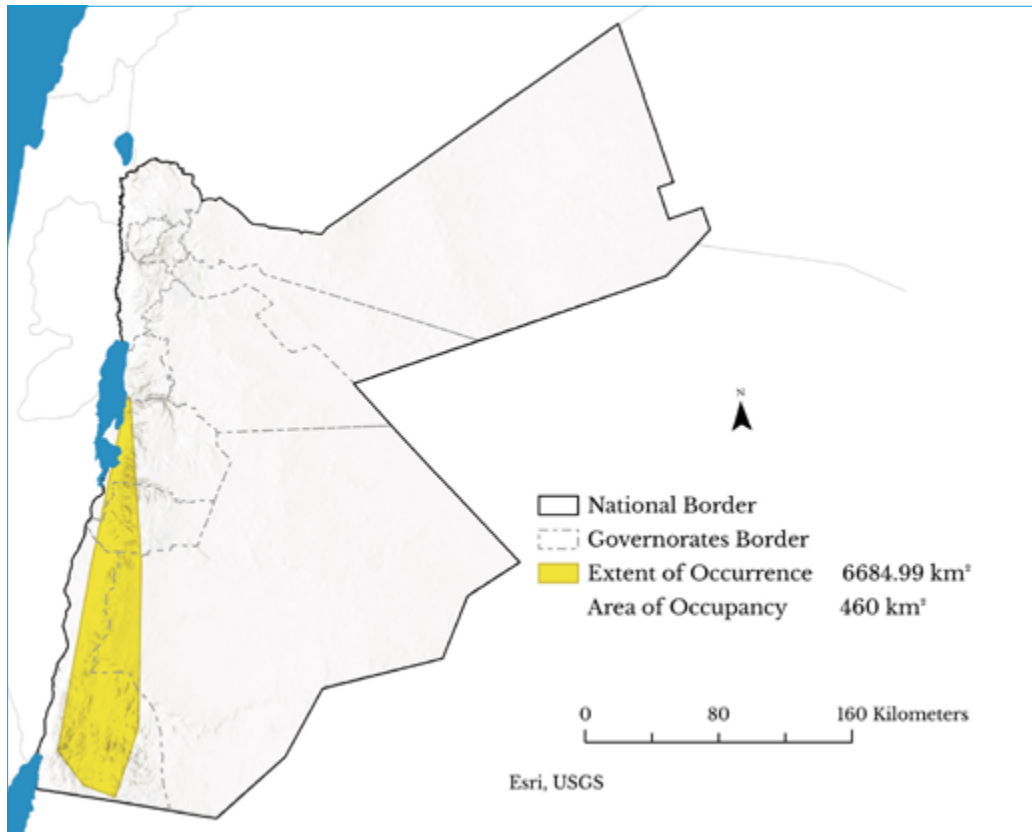 N
National Border
Governorates Border
Extent of Occurrence 6684.99 km²
Area of Occupancy 460 km²
0 80 160 Kilometers
Esri, USGS